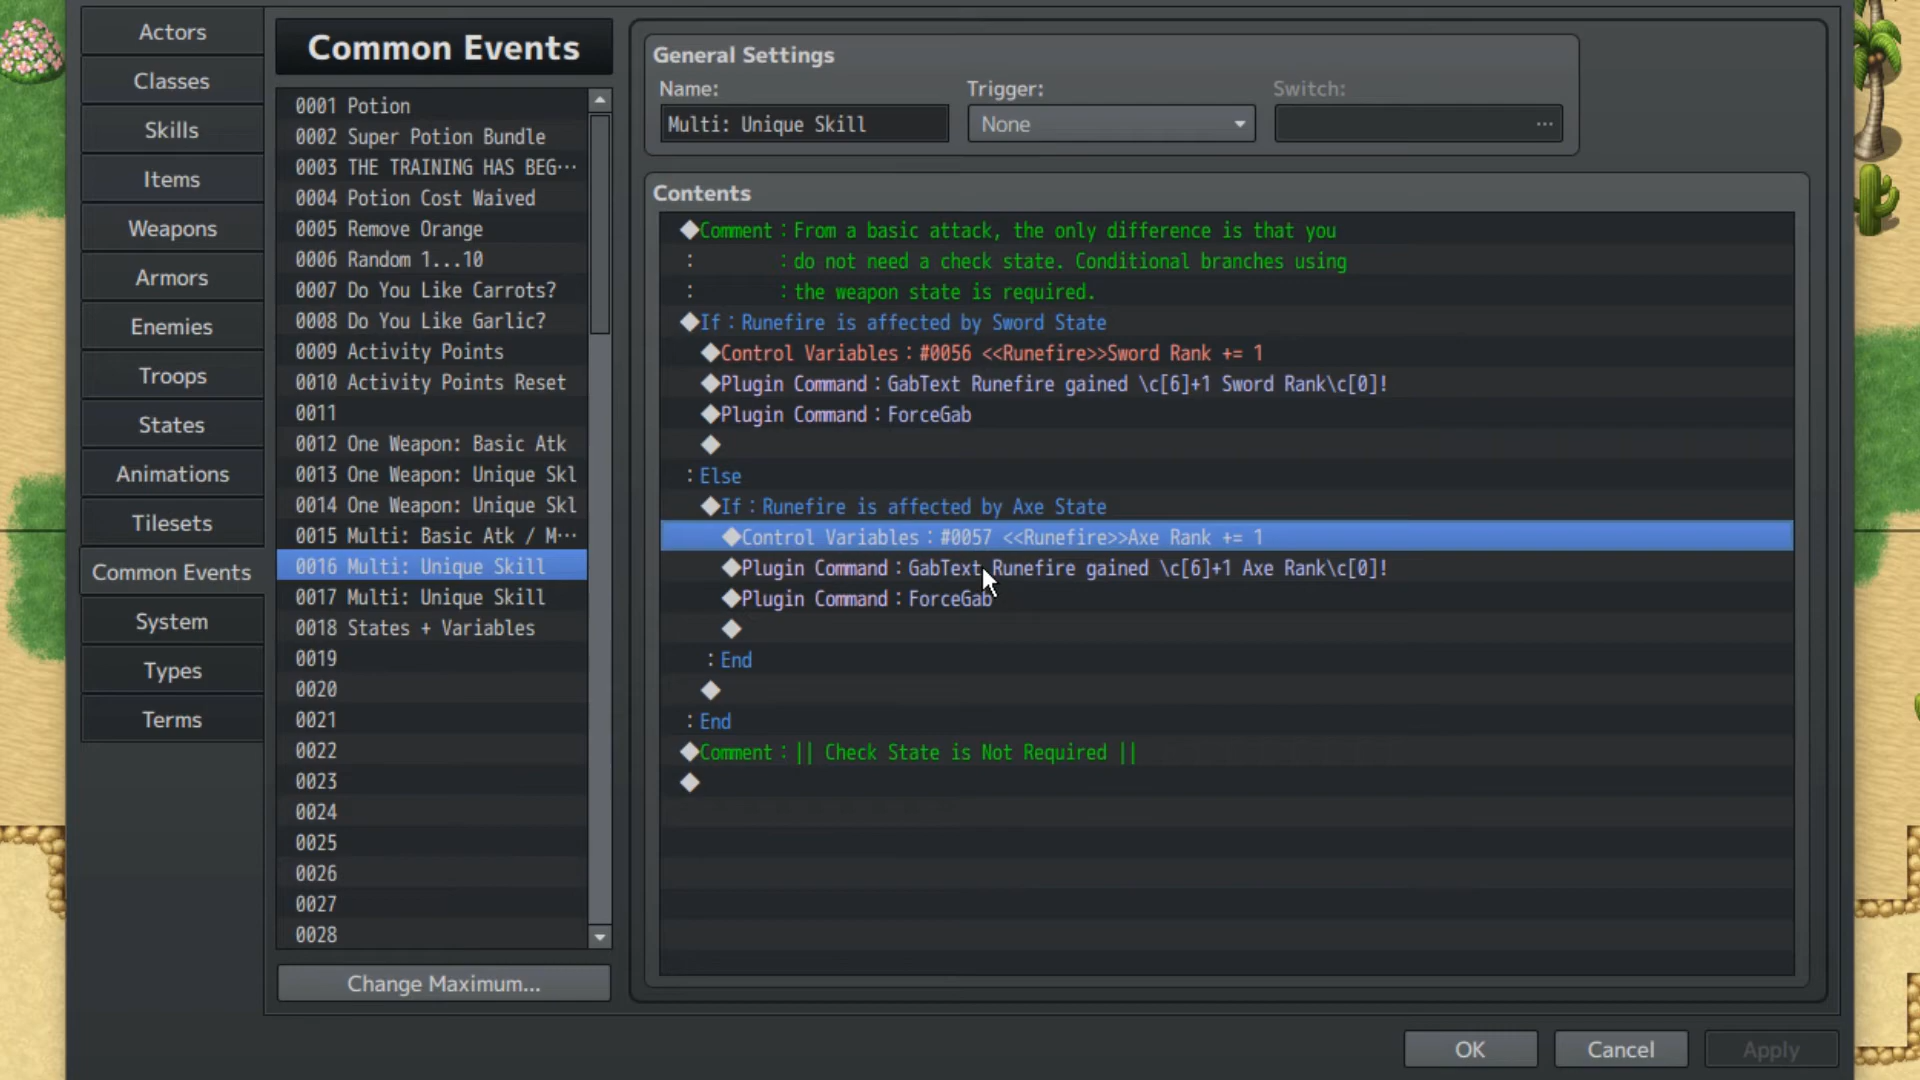 Actors
Classes
Skills
Items
Weapons
Armors
Enemies
Troops
States
Animations
Tilesets
Common Events
System
Types
Terms
Common Events
0001 Potion
0002 Super Potion Bundle
0003 THE TRAINING HAS BEG···
0004 Potion Cost Waived
0005 Remove Orange
0006 Random 1...10
0007 Do You Like Carrots?
0008 Do You Like Garlic?
0009 Activity Points
0010 Activity Points Reset
0011
0012 One Weapon: Basic Atk
0013 One Weapon: Unique Skl
0014 One Weapon: Unique Skl
0015 Multi: Basic Atk / M···
0016 Multi: Unique Skill
0017 Multi: Unique Skill
0018 States + Variables
0019
0020
0021
0022
0023
0024
0025
0026
0027
0028
Change Maximum...
General Settings
Name:
Trigger:
Switch:
Multi: Unique Skill
None
···
Contents
◆Comment：From a basic attack, the only difference is that you
：　　　：do not need a check state. Conditional branches using
：　　　：the weapon state is required.
◆If：Runefire is affected by Sword State
◆Control Variables：#0056 <<Runefire>>Sword Rank += 1
◆Plugin Command：GabText Runefire gained \c[6]+1 Sword Rank\c[0]!
◆Plugin Command：ForceGab
◆
：Else
◆If：Runefire is affected by Axe State
◆Control Variables：#0057 <<Runefire>>Axe Rank += 1
◆Plugin Command：GabText Runefire gained \c[6]+1 Axe Rank\c[0]!
◆Plugin Command：ForceGab
◆
：End
◆
：End
◆Comment：|| Check State is Not Required ||
◆
OK
Cancel
Apply